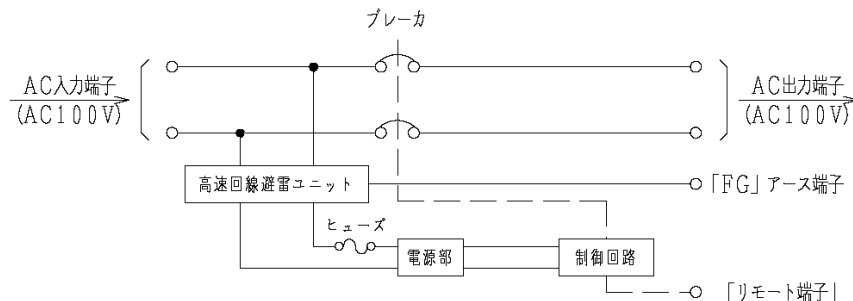 ブレーカ
AC入力端子
(AC100V)
AC出力端子
(AC100V)
高速回線避雷ユニット
「FG」アース端子
ヒューズ
電源部
制御回路
「リモート端子」